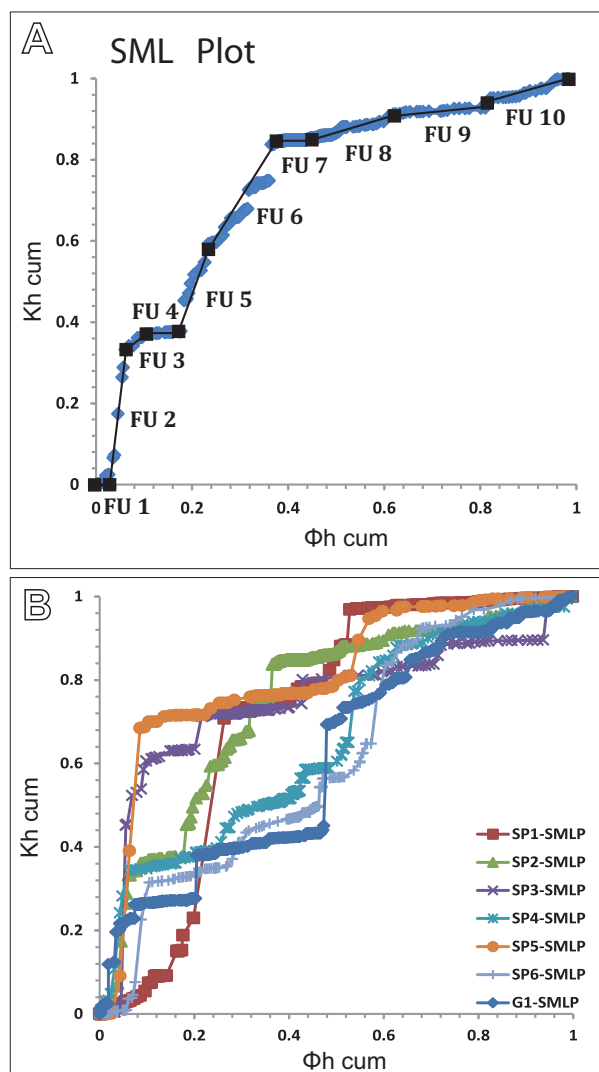 A
SML Plot
1
0.8
0.6
0.4
0.2
0
Kh cum
FU 1
FU 2
FU 3
FU 4
FU 5
FU 6
FU 7
FU 8
FU 9
FU 10
0 0.2 0.4 0.6 0.8 1
Φh cum
B
1
0.8
0.6
0.4
0.2
0
Kh cum
SP1-SMLP
SP2-SMLP
SP3-SMLP
SP4-SMLP
SP5-SMLP
SP6-SMLP
G1-SMLP
0 0.2 0.4 0.6 0.8 1
Φh cum